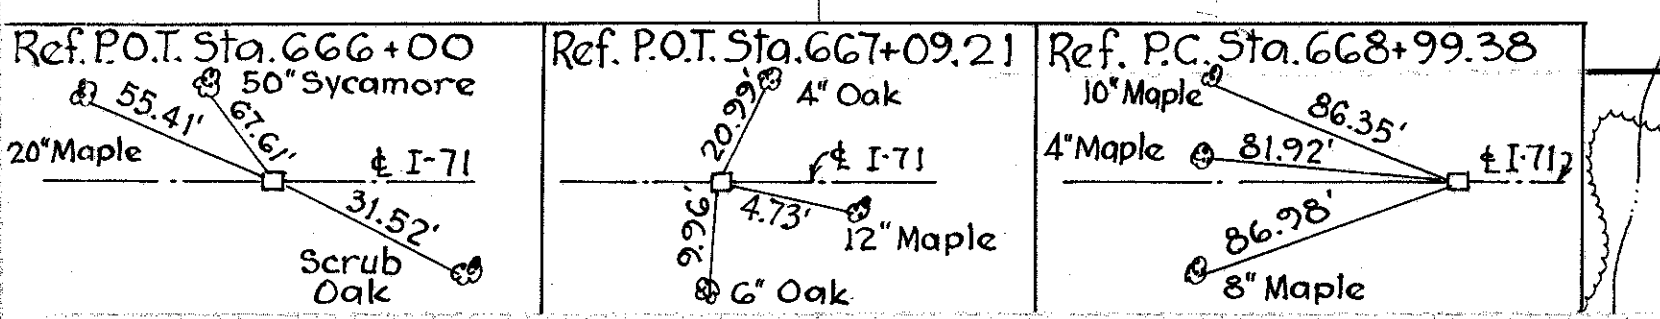 Ref. P.O.T. Sta. 666+00
50" Sycamore
55.41'
67.61'
20" Maple
℄ I-71
31.52'
Scrub
Oak
Ref. P.O.T. Sta. 667+09.21
4" Oak
20.99'
℄ I-71
9.96'
4.73'
12" Maple
6" Oak
Ref. P.C. Sta. 668+99.38
10" Maple
86.35'
4" Maple
81.92'
℄ I-71
86.98'
8" Maple